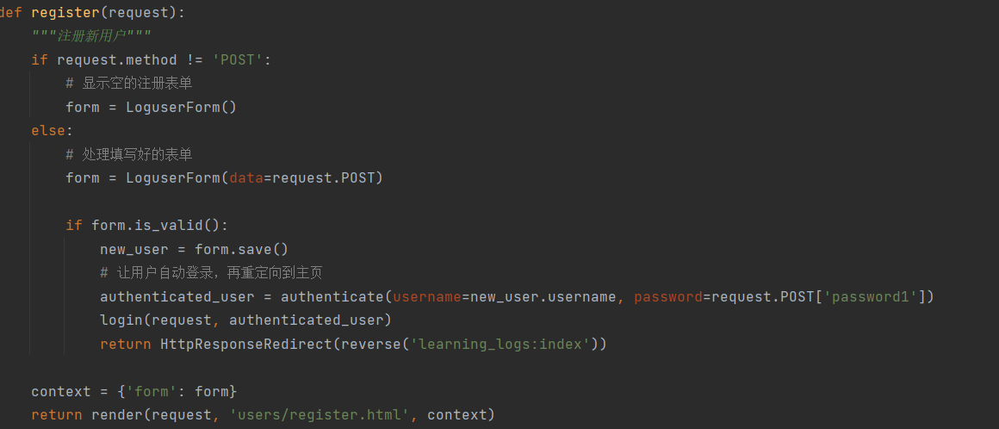 def register(request):
    """注册新用户"""
    if request.method != 'POST':
        # 显示空的注册表单
        form = LoguserForm()
    else:
        # 处理填写好的表单
        form = LoguserForm(data=request.POST)
        if form.is_valid():
            new_user = form.save()
            # 让用户自动登录，再重定向到主页
            authenticated_user = authenticate(username=new_user.username, password=request.POST['password1'])
            login(request, authenticated_user)
            return HttpResponseRedirect(reverse('learning_logs:index'))
    context = {'form': form}
    return render(request, 'users/register.html', context)